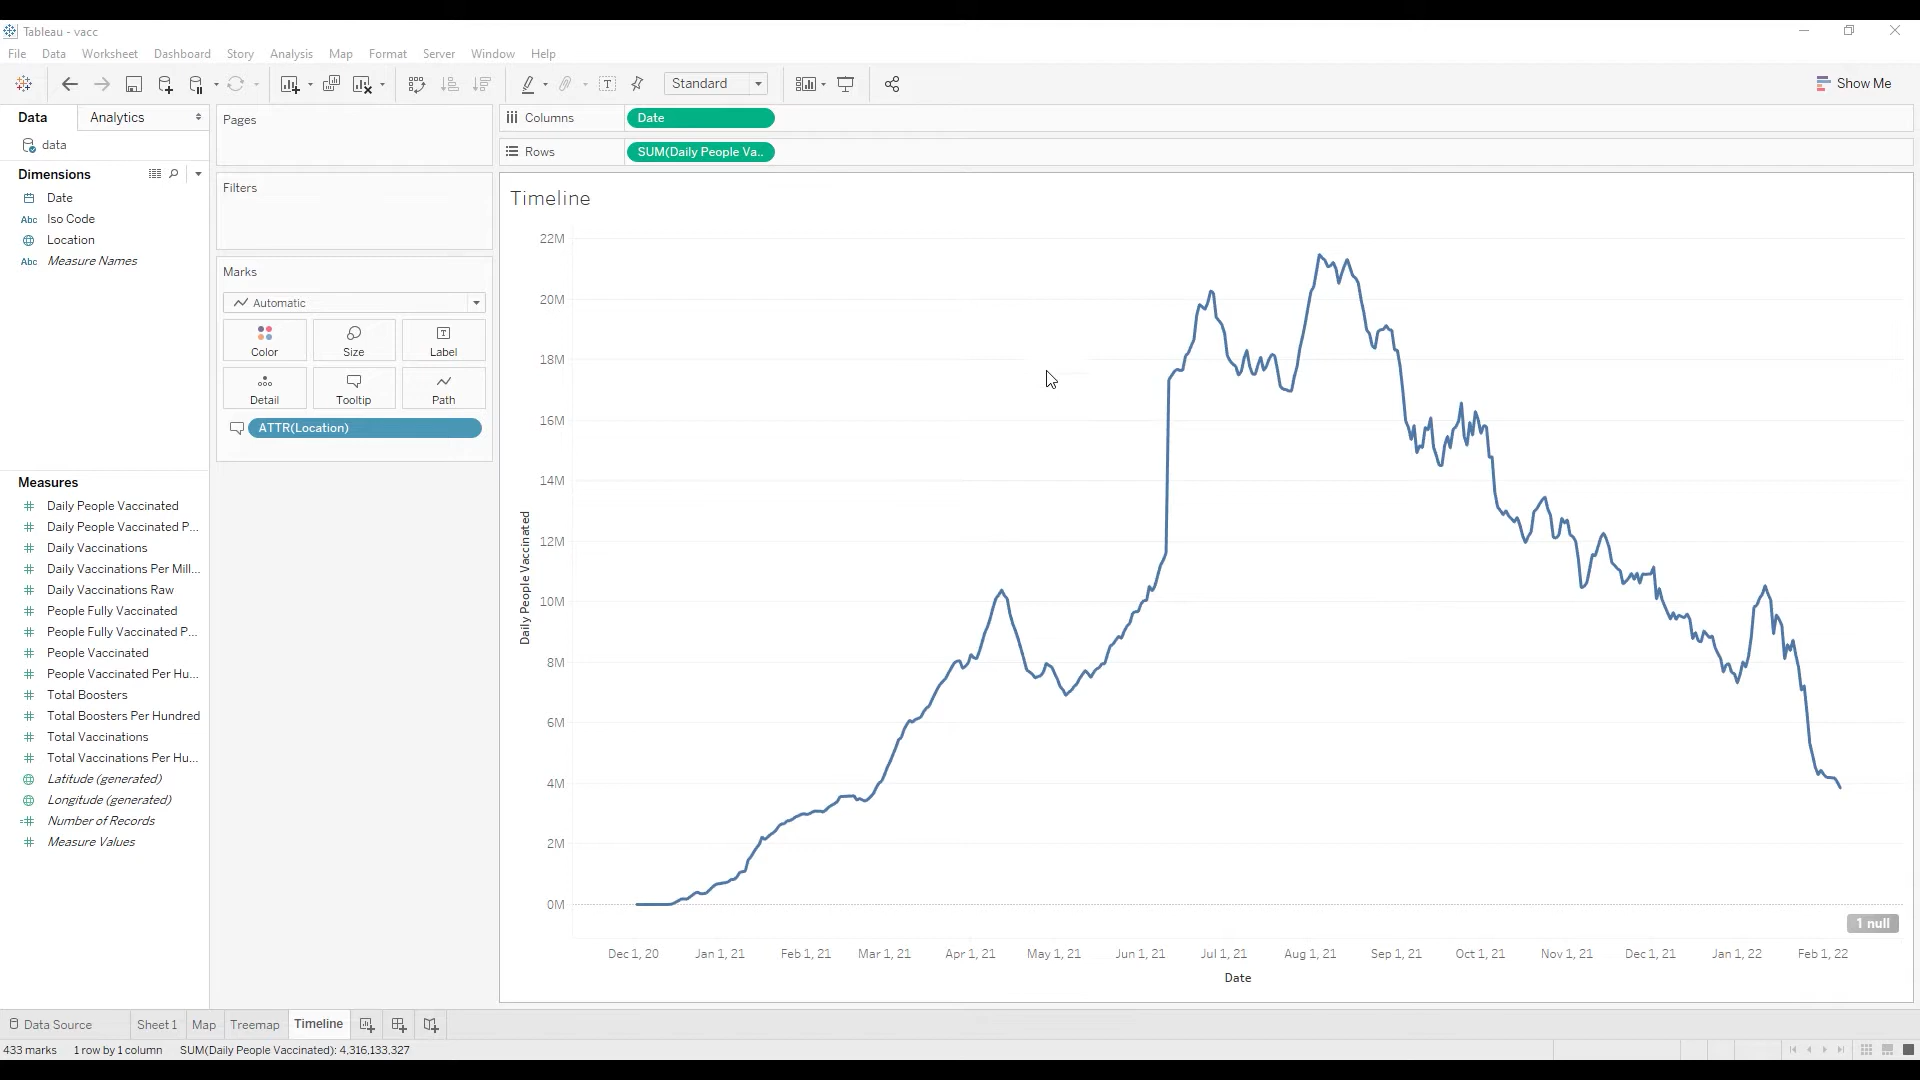 Tableau - vacc
File Data Worksheet Dashboard Story Analysis Map Format Server Window Help
Standard
Show Me
Data
Analytics
data
Dimensions
Date
Abc Iso Code
Location
Abc Measure Names
Measures
# Daily People Vaccinated
# Daily People Vaccinated P...
# Daily Vaccinations
# Daily Vaccinations Per Mill...
# Daily Vaccinations Raw
# People Fully Vaccinated
# People Fully Vaccinated P...
# People Vaccinated
# People Vaccinated Per Hu...
# Total Boosters
# Total Boosters Per Hundred
# Total Vaccinations
# Total Vaccinations Per Hu...
Latitude (generated)
Longitude (generated)
=# Number of Records
# Measure Values
Pages
Filters
Marks
Automatic
Color Size Label
Detail Tooltip Path
ATTR(Location)
Columns Date
Rows SUM(Daily People Va..
Timeline
22M
20M
18M
16M
14M
12M
10M
8M
6M
4M
2M
0M
Daily People Vaccinated
1 null
Dec 1, 20 Jan 1, 21 Feb 1, 21 Mar 1, 21 Apr 1, 21 May 1, 21 Jun 1, 21 Jul 1, 21 Aug 1, 21 Sep 1, 21 Oct 1, 21 Nov 1, 21 Dec 1, 21 Jan 1, 22 Feb 1, 22
Date
Data Source Sheet 1 Map Treemap Timeline
433 marks 1 row by 1 column SUM(Daily People Vaccinated): 4,316,133,327